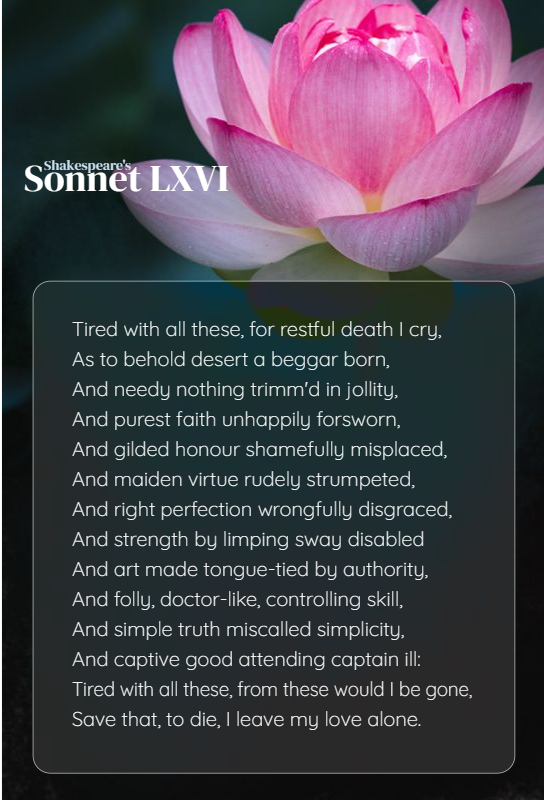 Shakespeare's
Sonnet LXVI
Tired with all these, for restful death I cry,
As to behold desert a beggar born,
And needy nothing trimm'd in jollity,
And purest faith unhappily forsworn,
And gilded honour shamefully misplaced,
And maiden virtue rudely strumpeted,
And right perfection wrongfully disgraced,
And strength by limping sway disabled
And art made tongue-tied by authority,
And folly, doctor-like, controlling skill,
And simple truth miscalled simplicity,
And captive good attending captain ill:
Tired with all these, from these would I be gone,
Save that, to die, I leave my love alone.